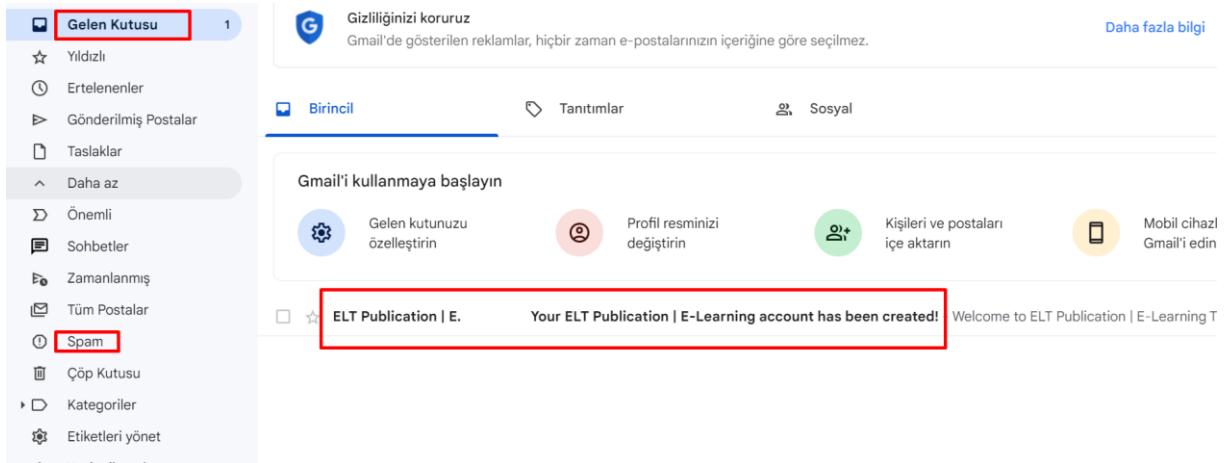 Gelen Kutusu 1
Yıldızlı
Ertelenenler
Gönderilmiş Postalar
Taslaklar
Daha az
Önemli
Sohbetler
Zamanlanmış
Tüm Postalar
Spam
Çöp Kutusu
Kategoriler
Etiketleri yönet
Gizliliğinizi koruruz
Gmail'de gösterilen reklamlar, hiçbir zaman e-postalarınızın içeriğine göre seçilmez.
Daha fazla bilgi
Birincil Tanıtımlar Sosyal
Gmail'i kullanmaya başlayın
Gelen kutunuzu
özelleştirin
Profil resminizi
değiştirin
Kişileri ve postaları
içe aktarın
Mobil
Gmail'i edin
ELT Publication | E. Your ELT Publication | E-Learning account has been created! - Welcome to ELT Publication | E-Learning T